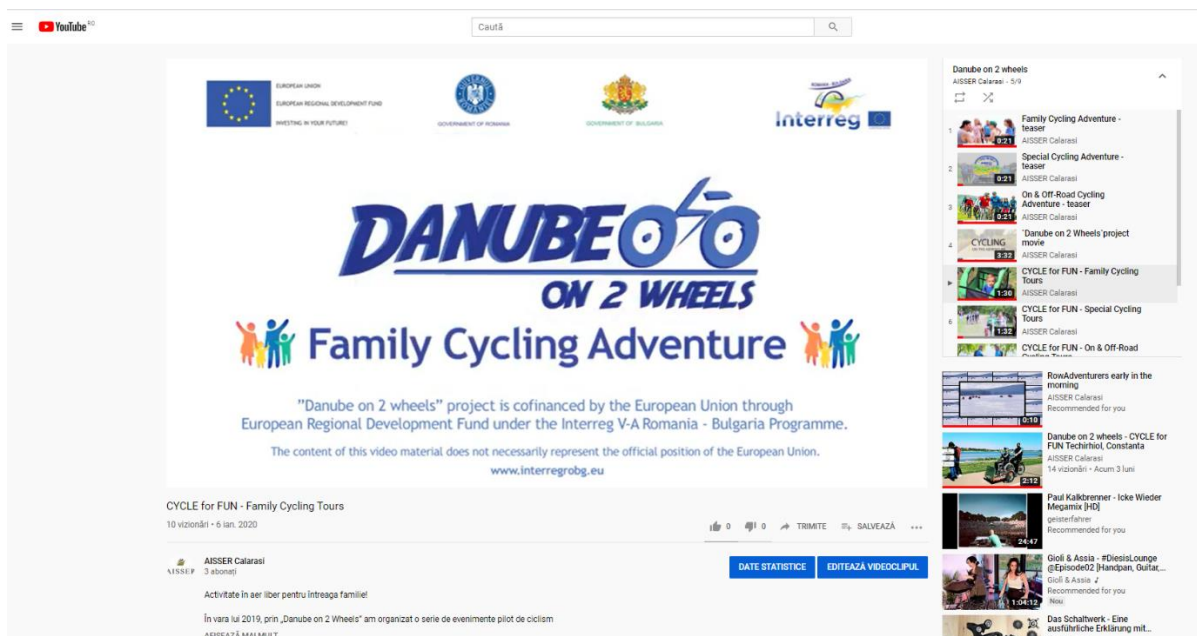 YouTube RO
Caută
EUROPEAN UNION
EUROPEAN REGIONAL DEVELOPMENT FUND
INVESTING IN YOUR FUTURE!
GOVERNMENT OF ROMANIA
GOVERNMENT OF BULGARIA
ROMANIA - BULGARIA
Interreg
DANUBE
ON 2 WHEELS
Family Cycling Adventure
"Danube on 2 wheels" project is cofinanced by the European Union through
European Regional Development Fund under the Interreg V-A Romania - Bulgaria Programme.
The content of this video material does not necessarily represent the official position of the European Union.
www.interregrobg.eu
CYCLE for FUN - Family Cycling Tours
10 vizionări • 6 ian. 2020
0 0 TRIMITE SALVEAZĂ
AISSER
AISSER Calarasi
3 abonați
DATE STATISTICE EDITEAZĂ VIDEOCLIPUL
Activitate în aer liber pentru întreaga familie!
În vara lui 2019, prin „Danube on 2 Wheels" am organizat o serie de evenimente pilot de ciclism
AFIȘEAZĂ MAI MULT
Danube on 2 wheels
AISSER Calarasi - 5/9
1
0:21
Family Cycling Adventure -
teaser
AISSER Calarasi
2
0:21
Special Cycling Adventure -
teaser
AISSER Calarasi
3
0:21
On & Off-Road Cycling
Adventure - teaser
AISSER Calarasi
4
CYCLING
3:32
`Danube on 2 Wheels`project
movie
AISSER Calarasi
1:30
CYCLE for FUN - Family Cycling
Tours
AISSER Calarasi
6
1:32
CYCLE for FUN - Special Cycling
Tours
AISSER Calarasi
CYCLE for FUN - On & Off-Road
Cycling Tours
0:10
RowAdventurers early in the
morning
AISSER Calarasi
Recommended for you
2:12
Danube on 2 wheels - CYCLE for
FUN Techirhiol, Constanta
AISSER Calarasi
14 vizionări • Acum 3 luni
24:47
Paul Kalkbrenner - Icke Wieder
Megamix [HD]
geisterfahrer
Recommended for you
1:04:12
Giolì & Assia - #DiesisLounge
@Episode02 [Handpan, Guitar,...
Giolì & Assia
Recommended for you
Nou
Das Schaltwerk - Eine
ausführliche Erklärung mit...